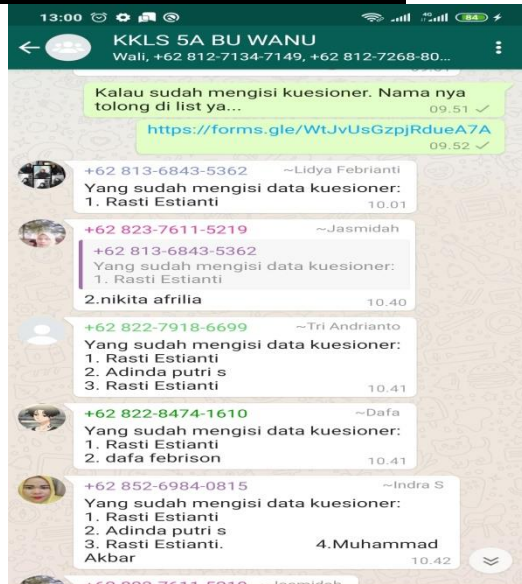 13:00
84
KKLS 5A BU WANU
Wali, +62 812-7134-7149, +62 812-7268-80...
Kalau sudah mengisi kuesioner. Nama nya
tolong di list ya...
09.51
https://forms.gle/WtJvUsGzpjRdueA7A
09.52
+62 813-6843-5362 ~Lidya Febrianti
Yang sudah mengisi data kuesioner:
1. Rasti Estianti
10.01
+62 823-7611-5219 ~Jasmidah
+62 813-6843-5362
Yang sudah mengisi data kuesioner:
1. Rasti Estianti
2.nikita afrilia
10.40
+62 822-7918-6699 ~Tri Andrianto
Yang sudah mengisi data kuesioner:
1. Rasti Estianti
2. Adinda putri s
3. Rasti Estianti
10.41
+62 822-8474-1610 ~Dafa
Yang sudah mengisi data kuesioner:
1. Rasti Estianti
2. dafa febrison
10.41
+62 852-6984-0815 ~Indra S
Yang sudah mengisi data kuesioner:
1. Rasti Estianti
2. Adinda putri s
3. Rasti Estianti. 4.Muhammad
Akbar
10.42